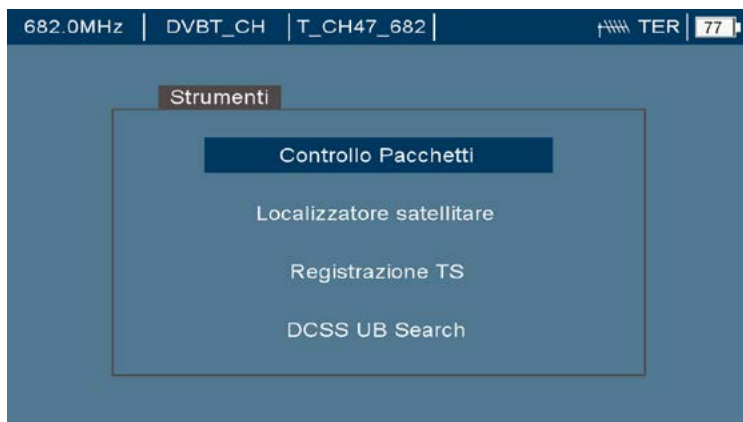 682.0MHz DVBT_CH T_CH47_682 TER 77
Strumenti
Controllo Pacchetti
Localizzatore satellitare
Registrazione TS
DCSS UB Search